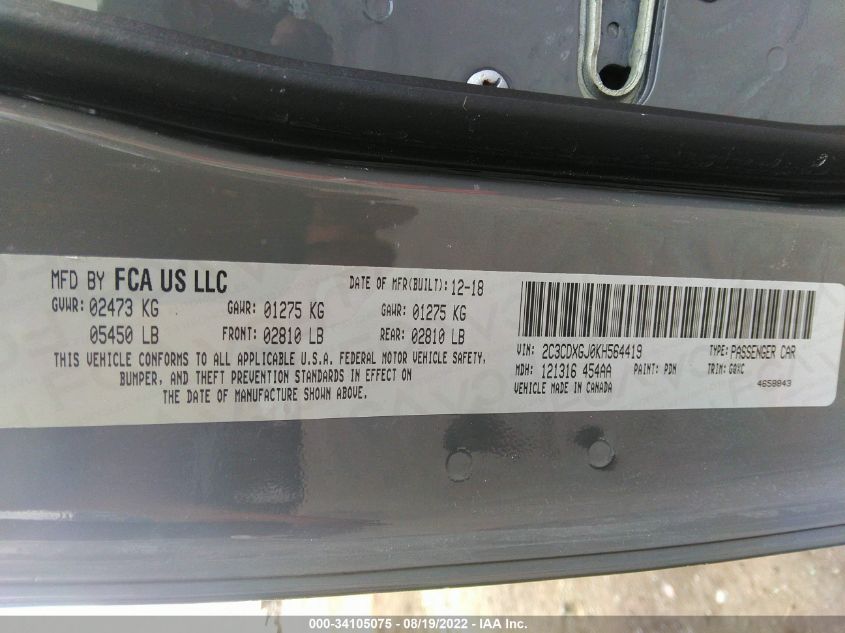 MFD BY FCA US LLC DATE OF MFR(BUILT): 12-18
GVWR: 02473 KG GAWR: 01275 KG GAWR: 01275 KG
05450 LB FRONT: 02810 LB REAR: 02810 LB
THIS VEHICLE CONFORMS TO ALL APPLICABLE U.S.A. FEDERAL MOTOR VEHICLE SAFETY,
BUMPER, AND THEFT PREVENTION STANDARDS IN EFFECT ON
THE DATE OF MANUFACTURE SHOWN ABOVE.
VIN: 2C3CDXGJ0KH564419 TYPE: PASSENGER CAR
MDH: 121316 454AA PAINT: PDN TRIM: GQXC
VEHICLE MADE IN CANADA 4658843
000-34105075 - 08/19/2022 - IAA Inc.